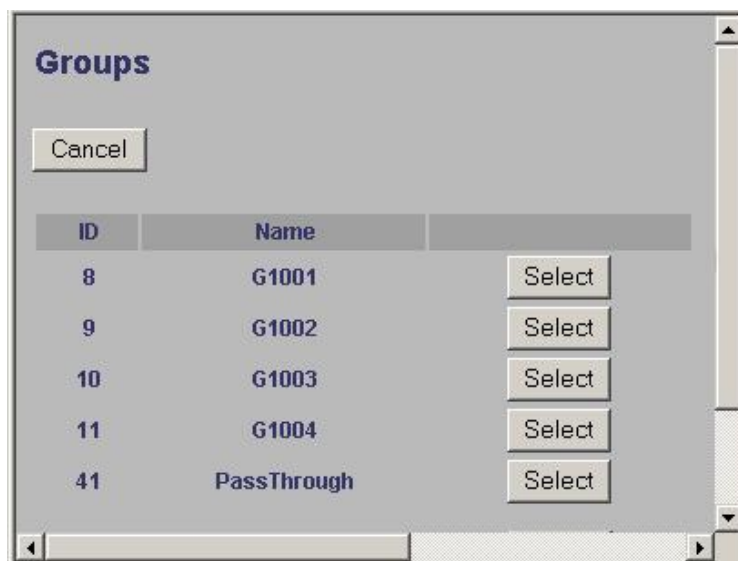 Groups
Cancel
ID Name
8 G1001 Select
9 G1002 Select
10 G1003 Select
11 G1004 Select
41 PassThrough Select